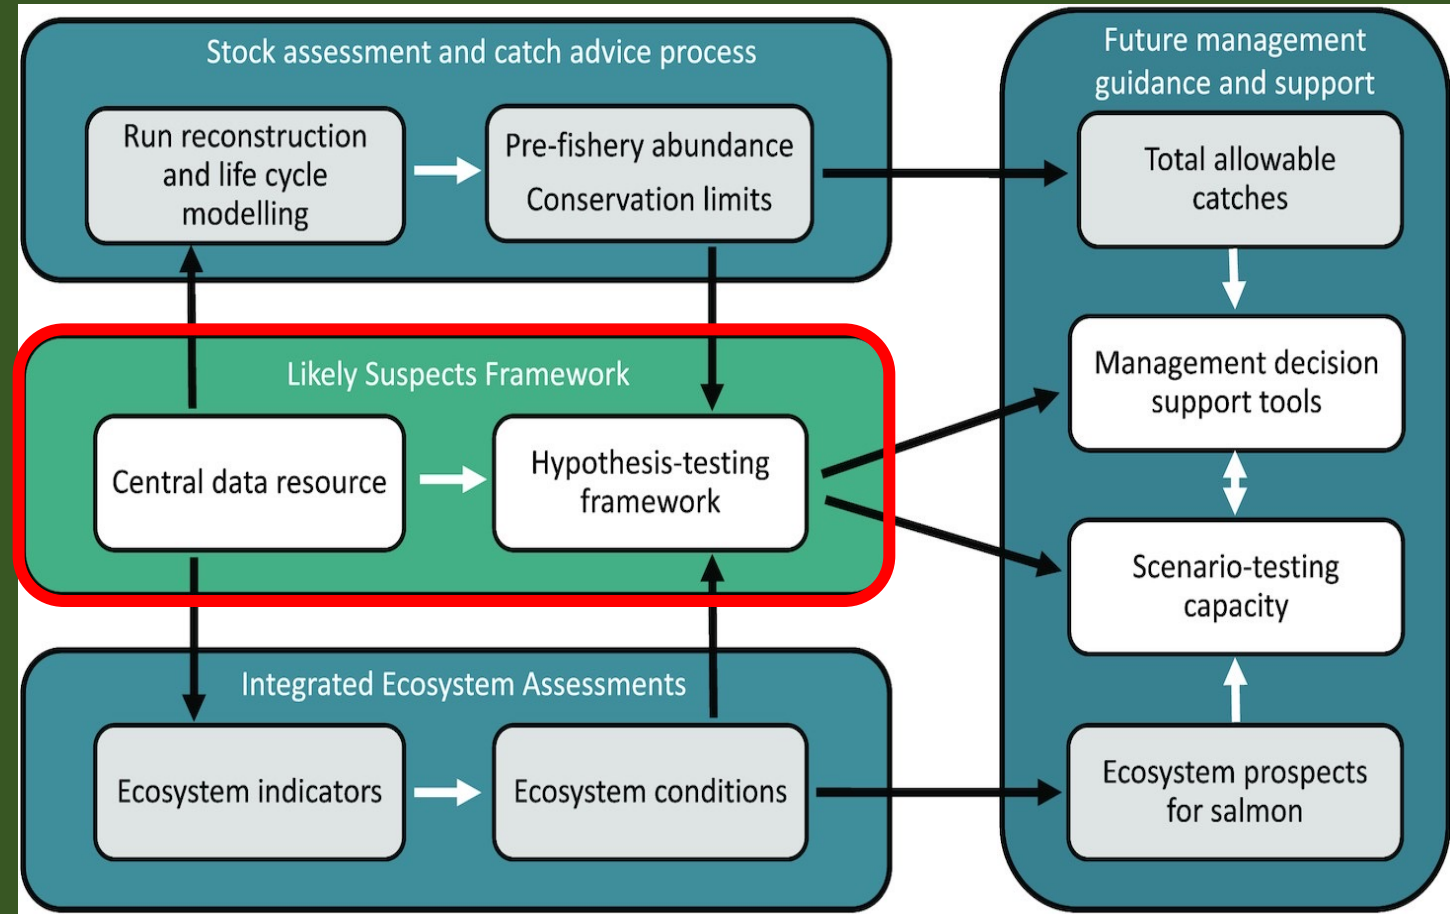 Stock assessment and catch advice process
Run reconstruction
and life cycle
modelling
Pre-fishery abundance
Conservation limits
Likely Suspects Framework
Central data resource
Hypothesis-testing
framework
Integrated Ecosystem Assessments
Ecosystem indicators
Ecosystem conditions
Future management
guidance and support
Total allowable
catches
Management decision
support tools
Scenario-testing
capacity
Ecosystem prospects
for salmon